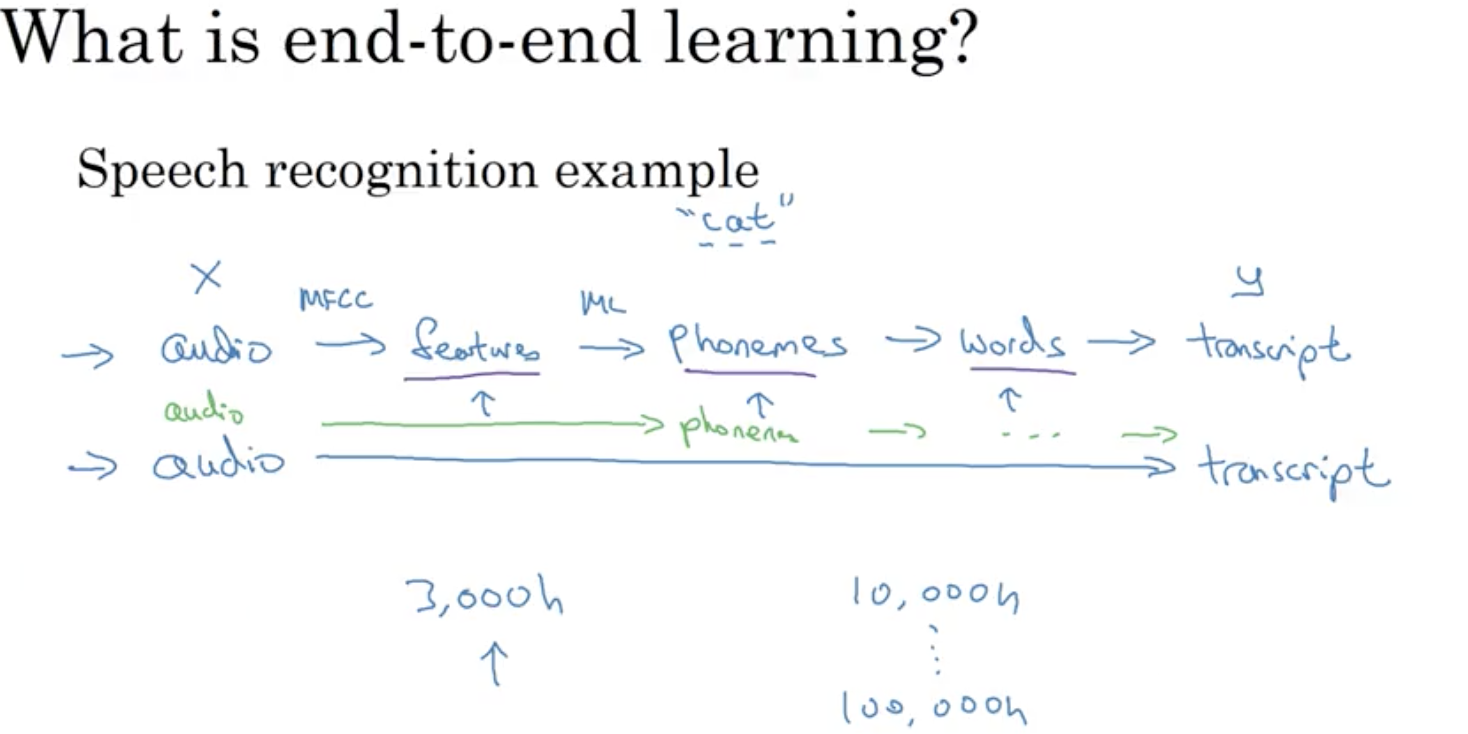 What is end-to-end learning?
Speech recognition example
"cat"
X y
MFCC ML
→ audio → features → Phonemes → words → transcript
↑ ↑ ↑
audio → phonemes → ... →
→ audio → transcript
3,000h 10,000h
↑ ⋮
100,000h